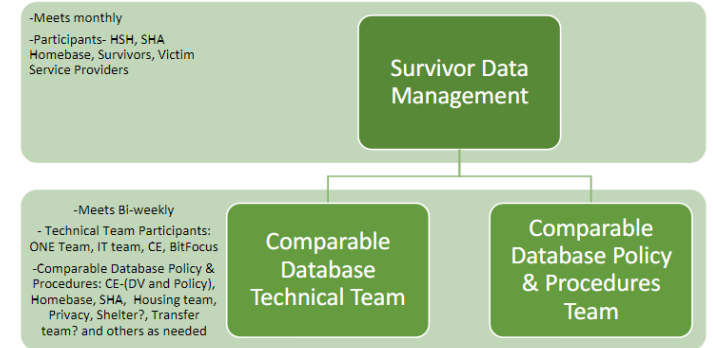 -Meets monthly
-Participants- HSH, SHA
Homebase, Survivors, Victim
Service Providers
Survivor Data
Management
-Meets Bi-weekly
- Technical Team Participants:
ONE Team, IT team, CE, BitFocus
-Comparable Database Policy &
Procedures: CE-(DV and Policy),
Homebase, SHA, Housing team,
Privacy, Shelter?, Transfer
team? and others as needed
Comparable
Database
Technical Team
Comparable
Database Policy
& Procedures
Team